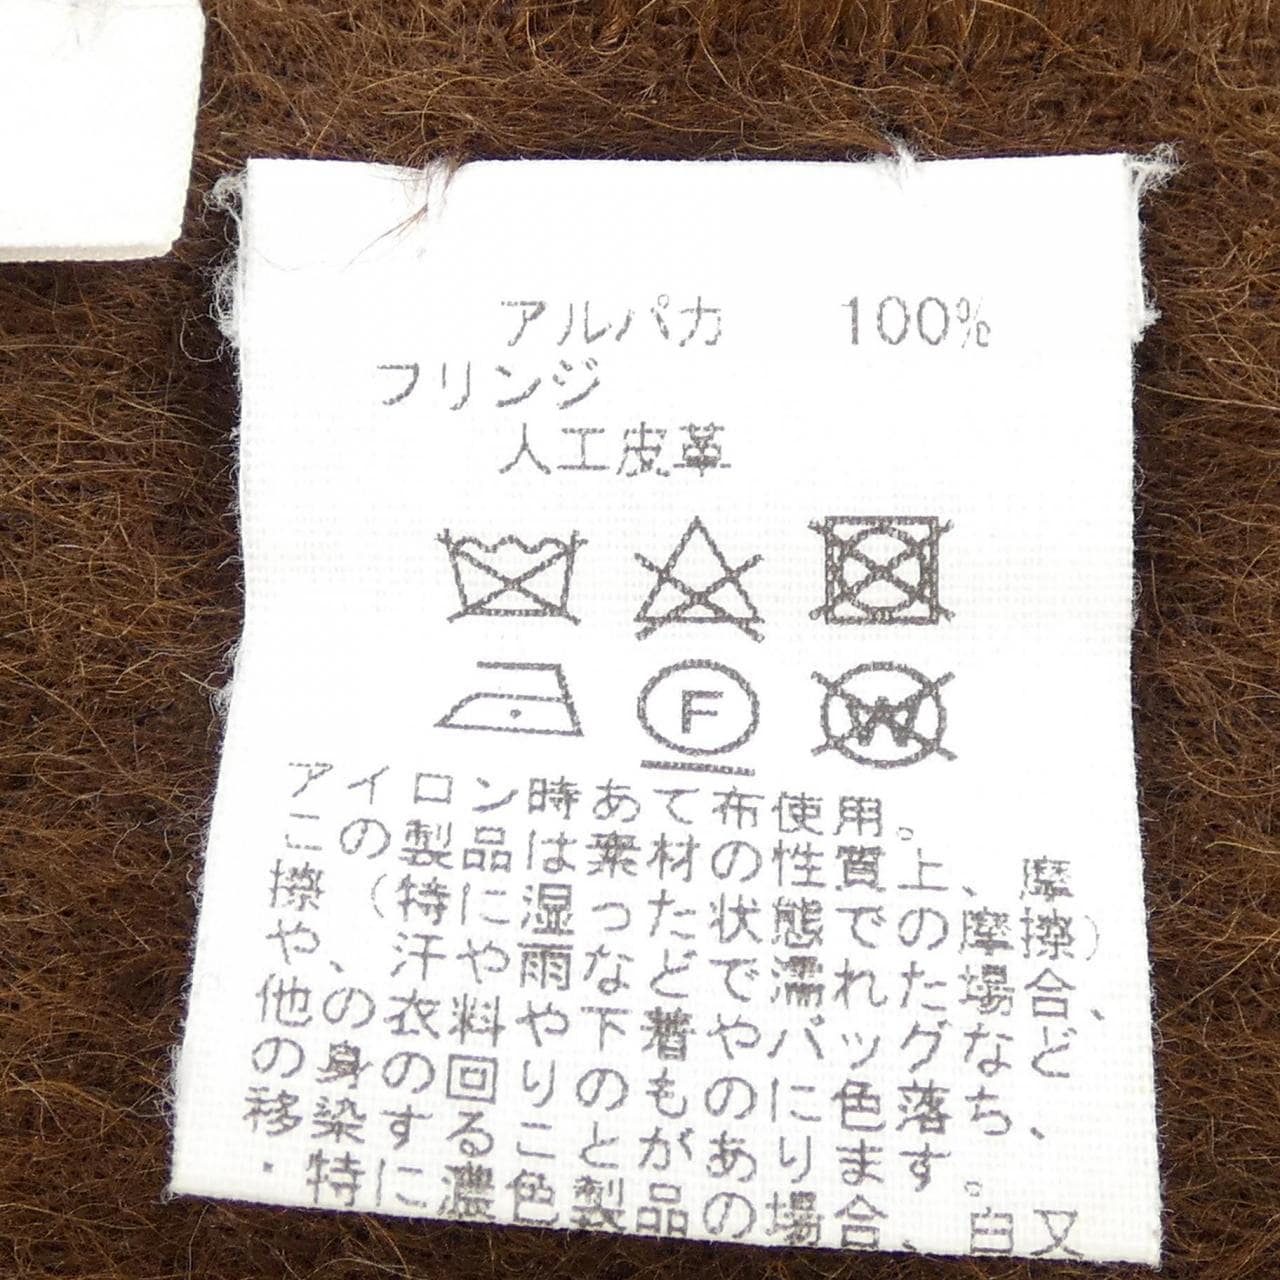 アルパカ 100%
フリンジ
人工皮革
F
W
アイロン時あて布使用。
この製品は素材の性質上、摩
擦（特に湿った状態での摩擦）
や、汗や雨などで濡れた場合、
他の衣料や下着やバッグなど
の身の回りのものに色落ち、
移染することがあります。
・特に濃色製品の場合、白又